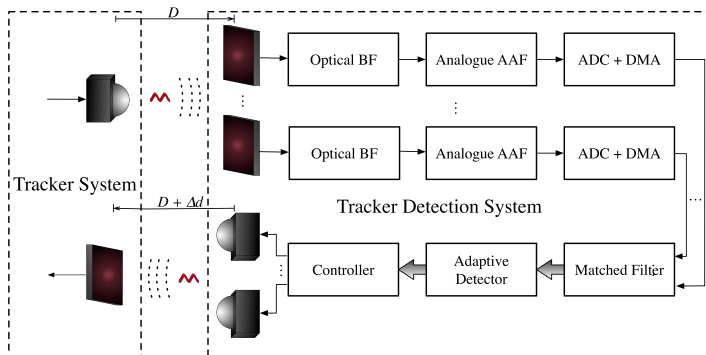 D
Optical BF
Analogue AAF
ADC + DMA
Optical BF
Analogue AAF
ADC + DMA
Tracker System
D + Δd
Tracker Detection System
Controller
Adaptive
Detector
Matched Filter